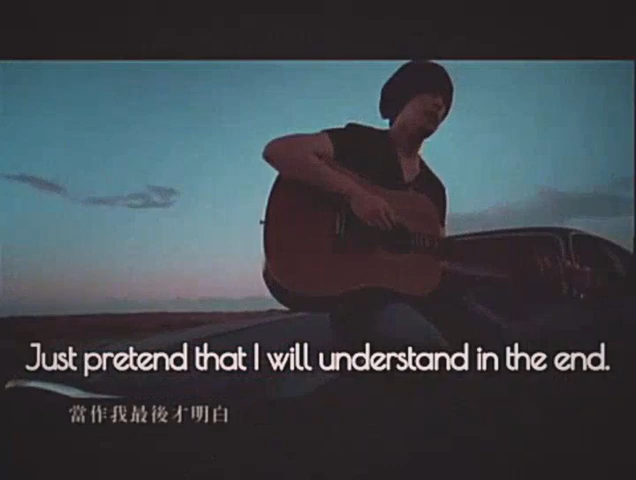 Just pretend that I will understand in the end.
當作我最後才明白